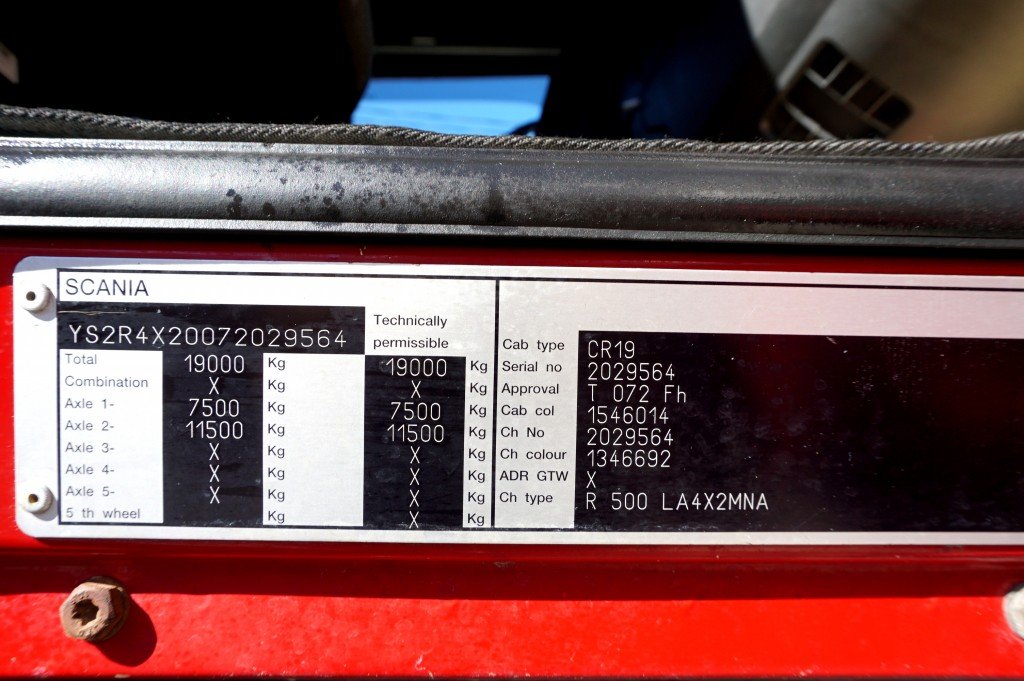 SCANIA
YS2R4X20072029564
Technically
permissible
Total 19000 Kg 19000 Kg
Combination X Kg X Kg
Axle 1- 7500 Kg 7500 Kg
Axle 2- 11500 Kg 11500 Kg
Axle 3- X Kg X Kg
Axle 4- X Kg X Kg
Axle 5- X Kg X Kg
5 th wheel Kg X Kg
Cab type CR19
Serial no 2029564
Approval T 072 Fh
Cab col 1546014
Ch No 2029564
Ch colour 1346692
ADR GTW X
Ch type R 500 LA4X2MNA